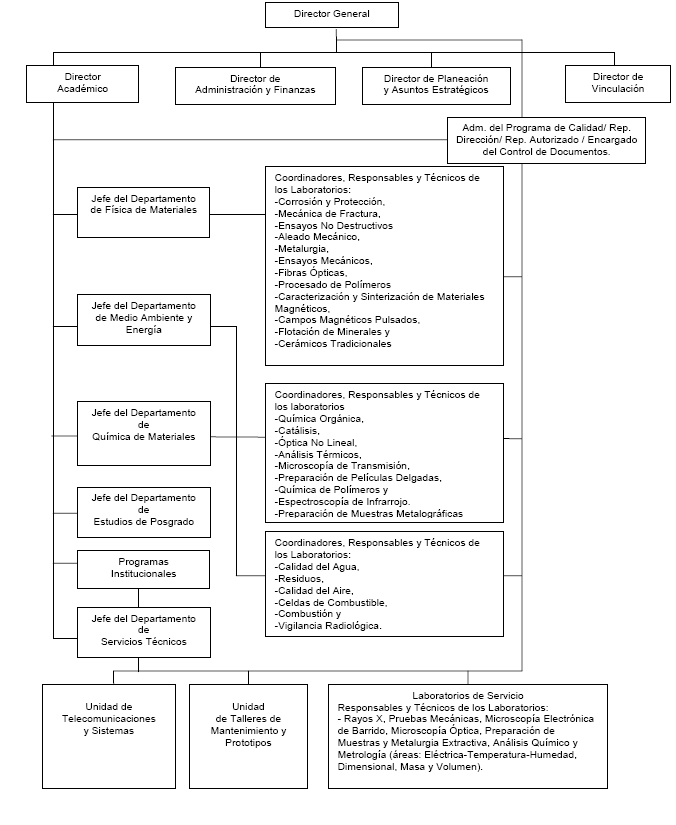 Director General
Director
Académico
Director de
Administración y Finanzas
Director de Planeación
y Asuntos Estratégicos
Director de
Vinculación
Adm. del Programa de Calidad/ Rep.
Dirección/ Rep. Autorizado / Encargado
del Control de Documentos.
Jefe del Departamento
de Física de Materiales
Coordinadores, Responsables y Técnicos de
los Laboratorios:
-Corrosión y Protección,
-Mecánica de Fractura,
-Ensayos No Destructivos
-Aleado Mecánico,
-Metalurgia,
-Ensayos Mecánicos,
-Fibras Ópticas,
-Procesado de Polímeros
-Caracterización y Sinterización de Materiales
Magnéticos,
-Campos Magnéticos Pulsados,
-Flotación de Minerales y
-Cerámicos Tradicionales
Jefe del Departamento
de Medio Ambiente y
Energía
Jefe del Departamento
de
Química de Materiales
Coordinadores, Responsables y Técnicos de
los laboratorios
-Química Orgánica,
-Catálisis,
-Óptica No Lineal,
-Análisis Térmicos,
-Microscopía de Transmisión,
-Preparación de Películas Delgadas,
-Química de Polímeros y
-Espectroscopía de Infrarrojo.
-Preparación de Muestras Metalográficas
Jefe del Departamento
de
Estudios de Posgrado
Coordinadores, Responsables y Técnicos de
los Laboratorios:
-Calidad del Agua,
-Residuos,
-Calidad del Aire,
-Celdas de Combustible,
-Combustión y
-Vigilancia Radiológica.
Programas
Institucionales
Jefe del Departamento
de
Servicios Técnicos
Unidad de
Telecomunicaciones
y Sistemas
Unidad
de Talleres de
Mantenimiento y
Prototipos
Laboratorios de Servicio
Responsables y Técnicos de los Laboratorios:
- Rayos X, Pruebas Mecánicas, Microscopía Electrónica
de Barrido, Microscopía Óptica, Preparación de
Muestras y Metalurgia Extractiva, Análisis Químico y
Metrología (áreas: Eléctrica-Temperatura-Humedad,
Dimensional, Masa y Volumen).